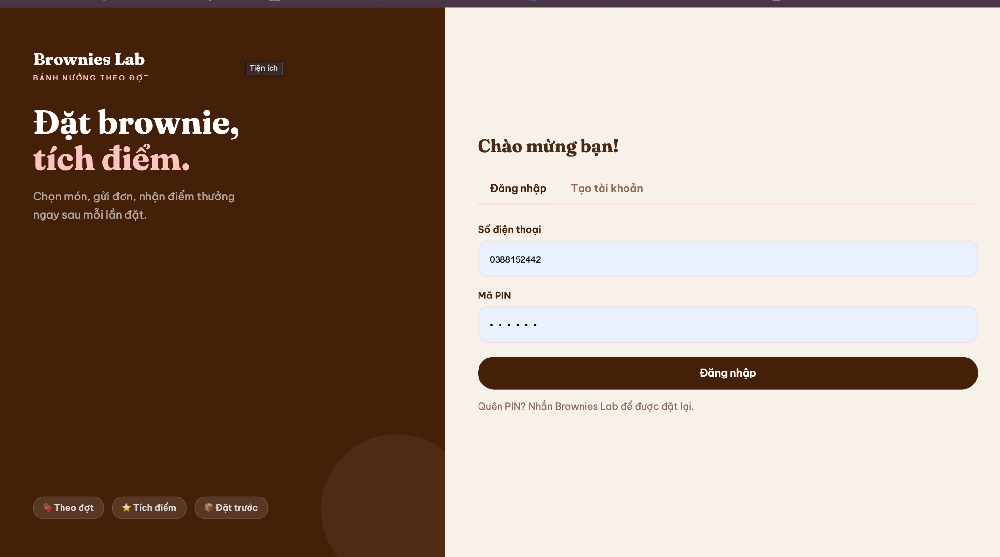 Brownies Lab
BÁNH NƯỚNG THEO ĐỢT
Tiện ích
Đặt brownie,
tích điểm.
Chọn món, gửi đơn, nhận điểm thưởng
ngay sau mỗi lần đặt.
Theo đợt
Tích điểm
Đặt trước
Chào mừng bạn!
Đăng nhập
Tạo tài khoản
Số điện thoại
0388152442
Mã PIN
Đăng nhập
Quên PIN? Nhắn Brownies Lab để được đặt lại.